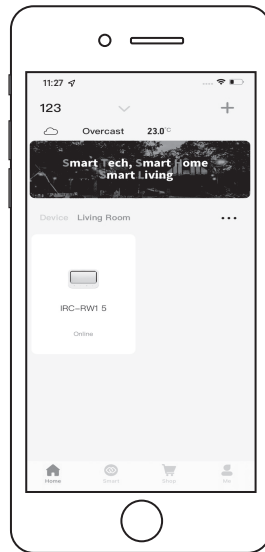 11:27
123
Overcast 23.0°C
Smart Tech, Smart Home
Smart Living
Device Living Room
IRC-RW1 5
Online
Home Smart Shop Me